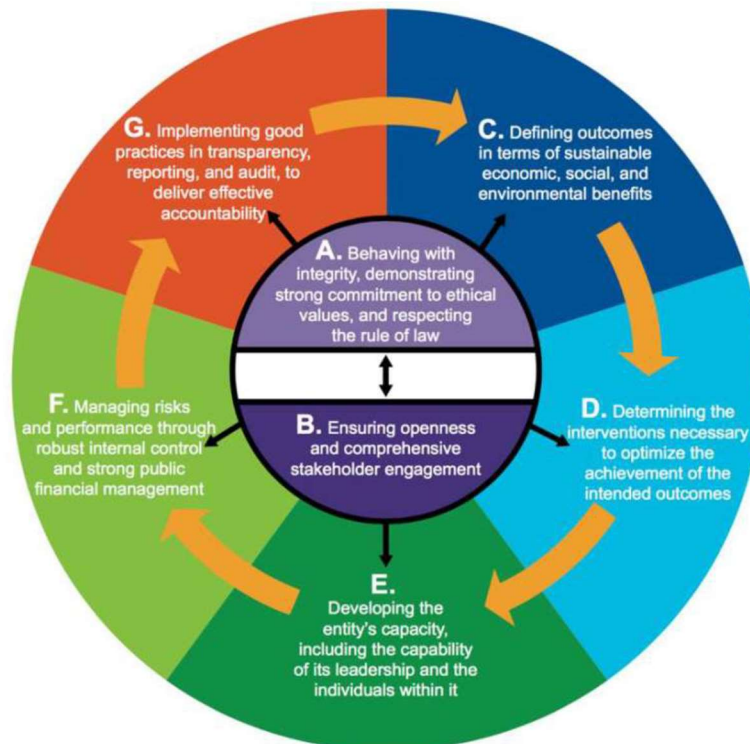 A. Behaving with
integrity, demonstrating
strong commitment to ethical
values, and respecting
the rule of law
B. Ensuring openness
and comprehensive
stakeholder engagement
C. Defining outcomes
in terms of sustainable
economic, social, and
environmental benefits
D. Determining the
interventions necessary
to optimize the
achievement of the
intended outcomes
E.
Developing the
entity's capacity,
including the capability
of its leadership and the
individuals within it
F. Managing risks
and performance through
robust internal control
and strong public
financial management
G. Implementing good
practices in transparency,
reporting, and audit, to
deliver effective
accountability